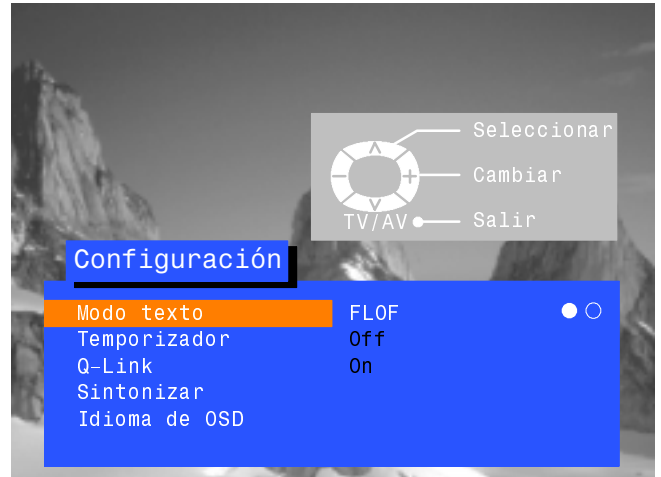 Seleccionar
Cambiar
TV/AV Salir
Configuración
Modo texto FLOF
Temporizador Off
Q-Link On
Sintonizar
Idioma de OSD